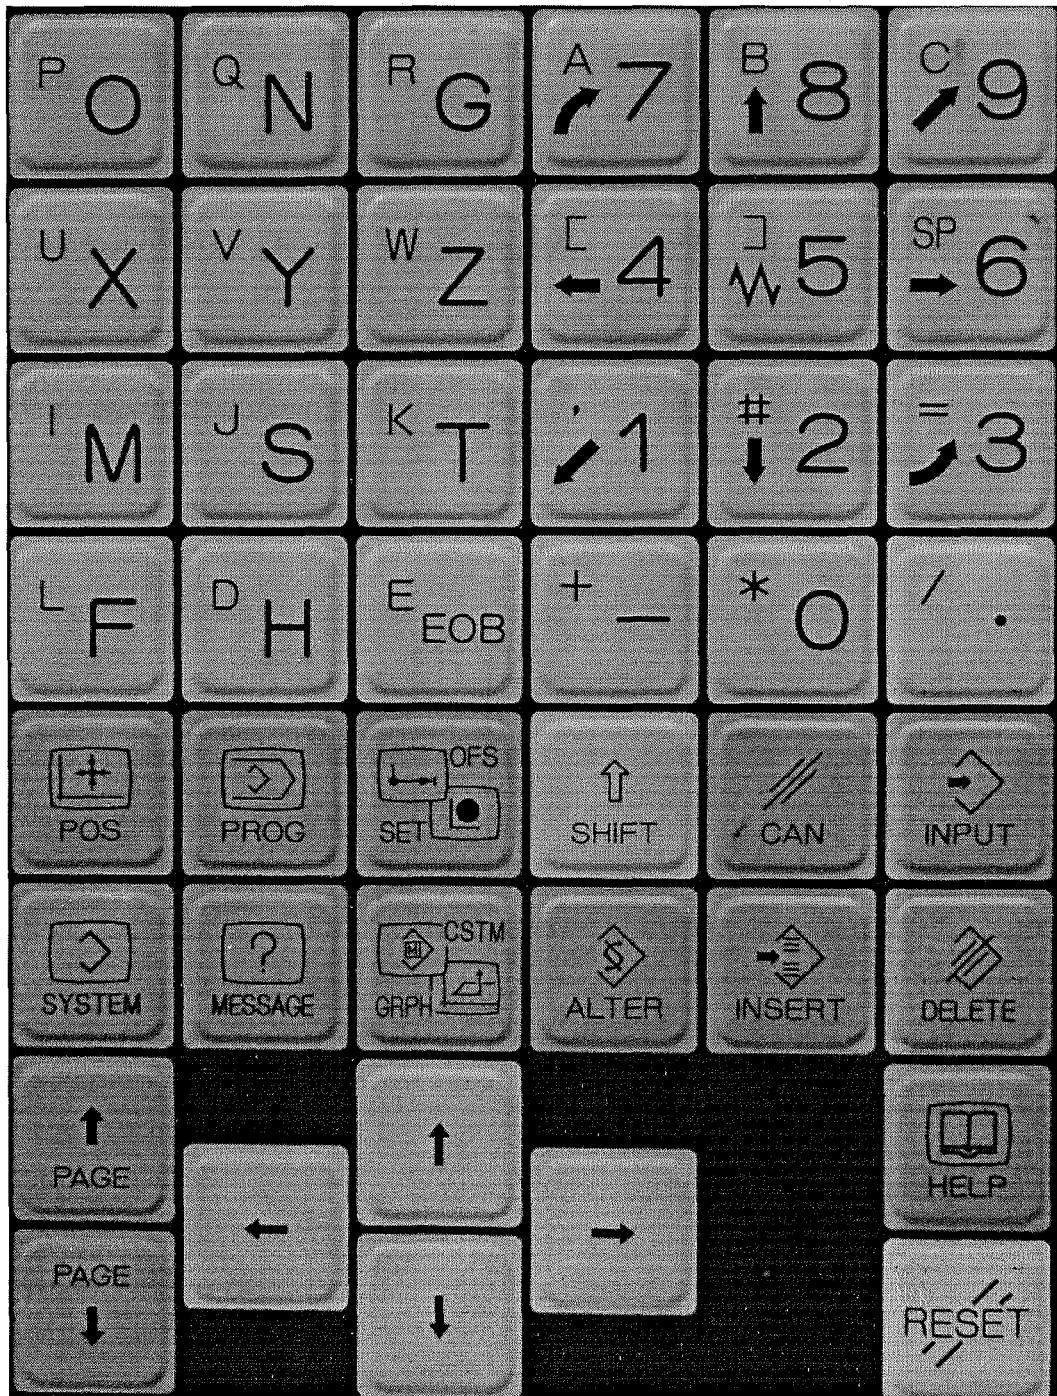 P O Q N R G A 7 B 8 C 9
U X V Y W Z [ 4 ] 5 SP 6
I M J S K T , 1 # 2 = 3
L F D H E EOB + - * 0 / .
POS PROG OFS SET SHIFT CAN INPUT
SYSTEM MESSAGE CSTM GRPH ALTER INSERT DELETE
PAGE HELP
PAGE RESET